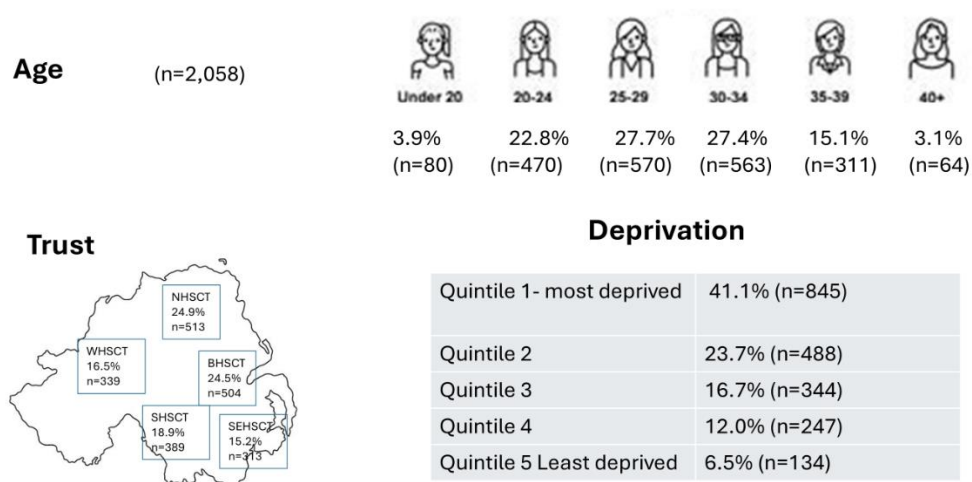 Age
(n=2,058)
Under 20 20-24 25-29 30-34 35-39 40+
3.9% 22.8% 27.7% 27.4% 15.1% 3.1%
(n=80) (n=470) (n=570) (n=563) (n=311) (n=64)
Trust
NHSCT
24.9%
n=513
WHSCT
16.5%
n=339
BHSCT
24.5%
n=504
SHSCT
18.9%
n=389
SEHSCT
15.2%
n=313
Deprivation
Quintile 1- most deprived 41.1% (n=845)
Quintile 2 23.7% (n=488)
Quintile 3 16.7% (n=344)
Quintile 4 12.0% (n=247)
Quintile 5 Least deprived 6.5% (n=134)